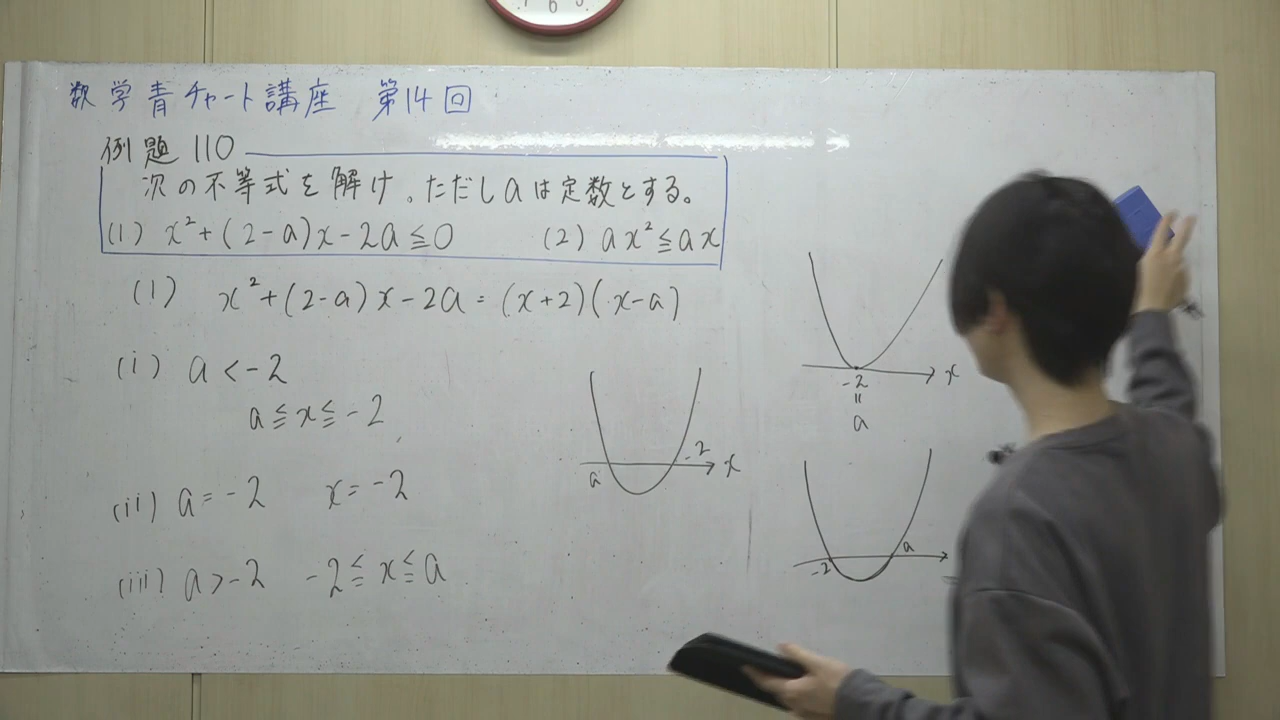 数学青チャート講座 第14回
例題110
次の不等式を解け。ただしaは定数とする。
(1) x²+(2-a)x-2a≦0 (2) ax²≦ax
(1) x²+(2-a)x-2a=(x+2)(x-a)
(i) a<-2
a≦x≦-2
(ii) a=-2 x=-2
(iii) a>-2 -2≦x≦a
a -2 x
-2 x
=
a
-2 a
6